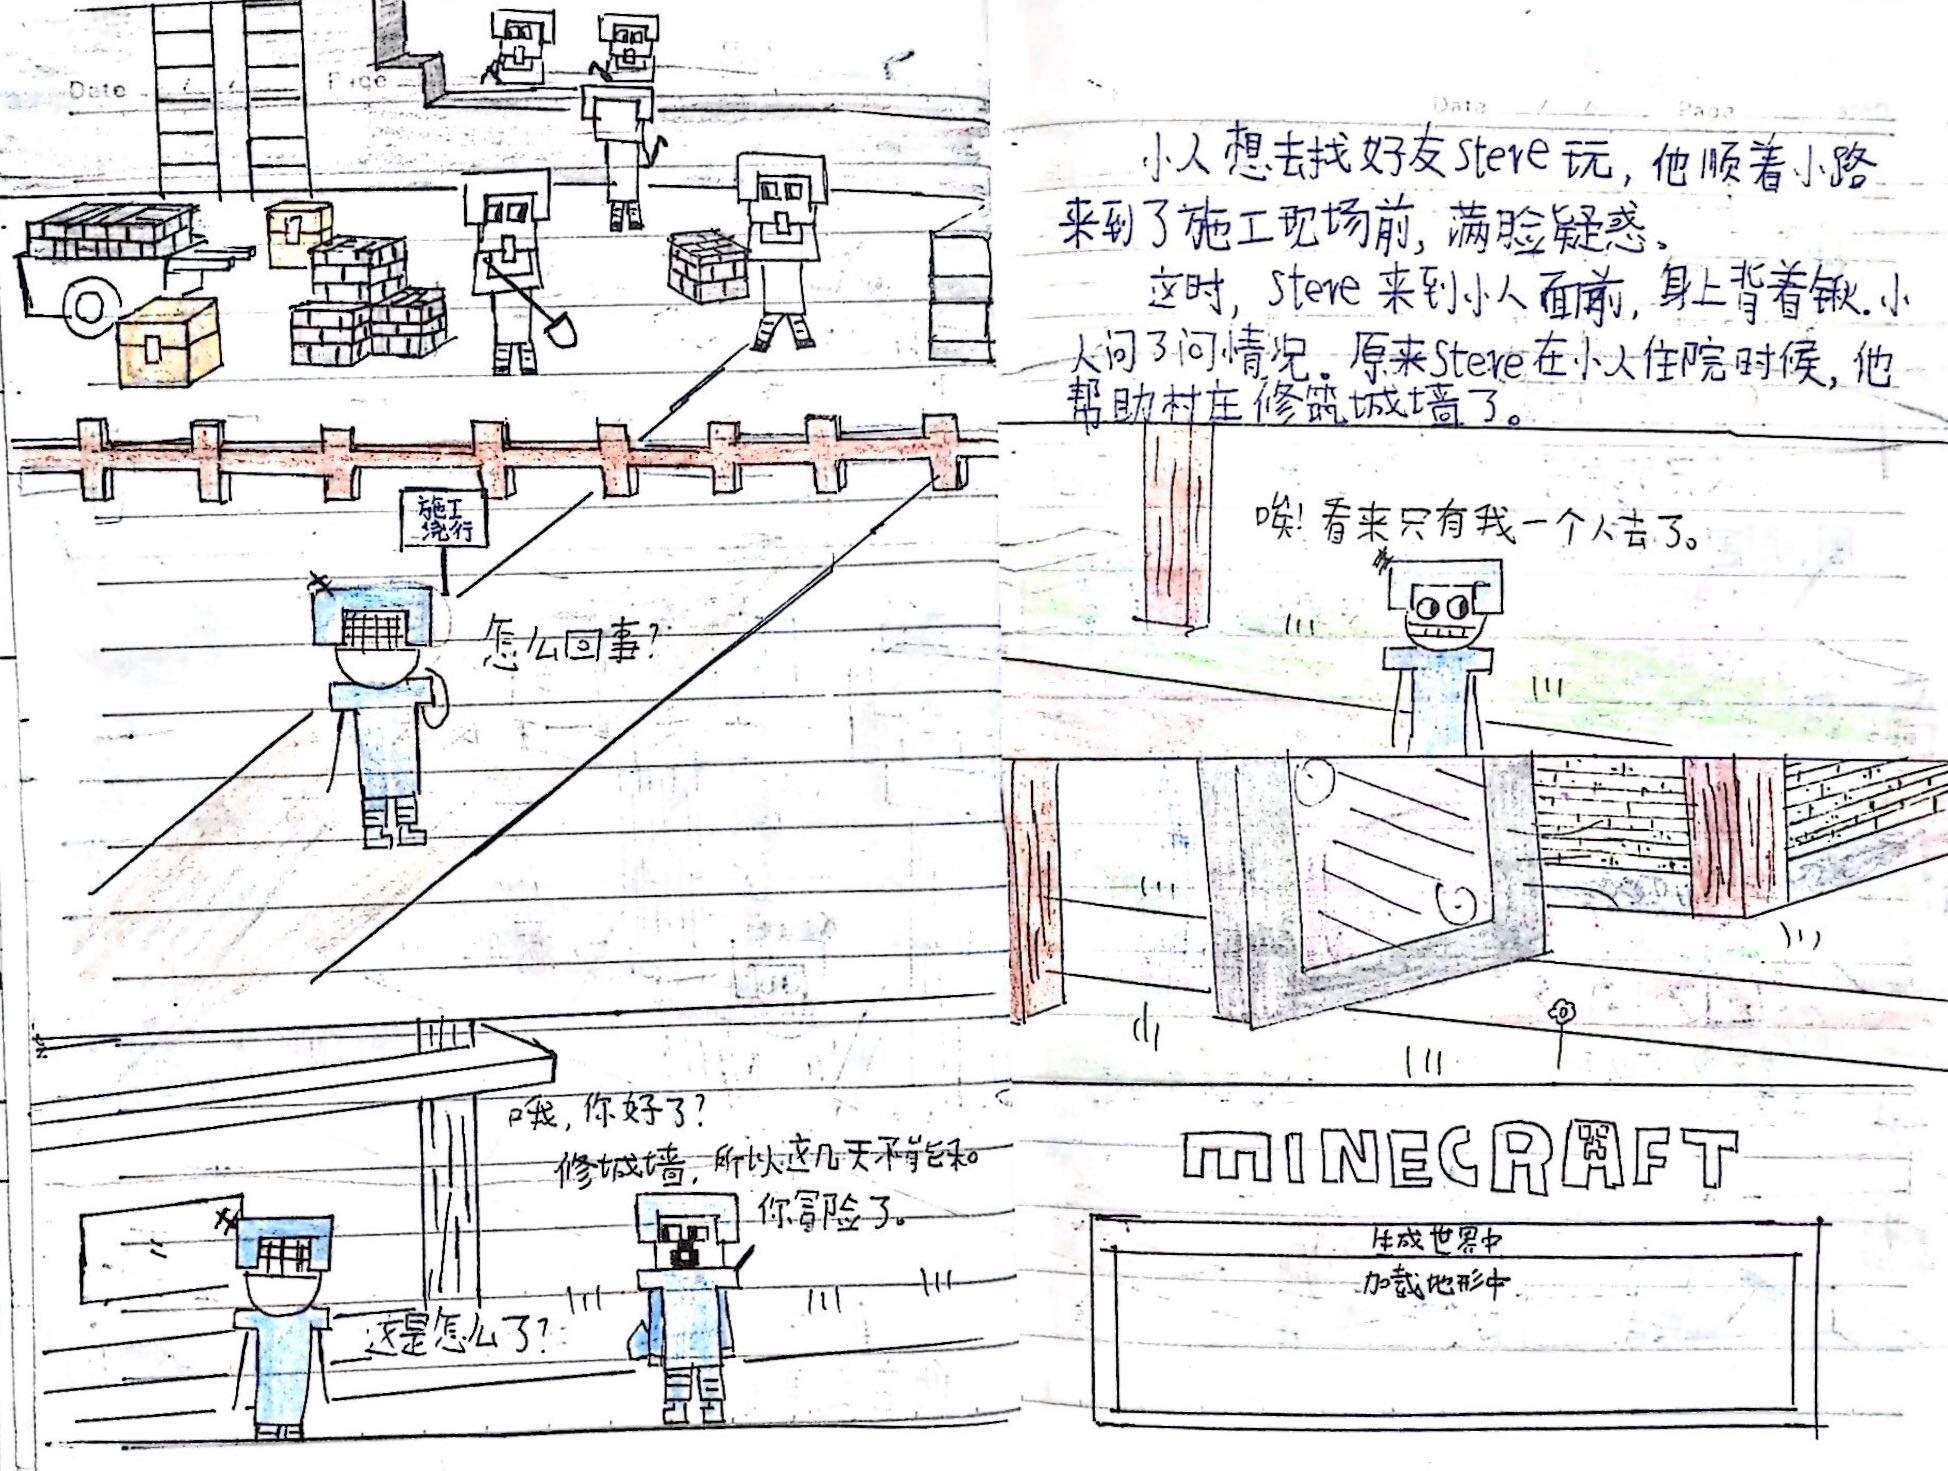 Date / / Page
施工
绕行
怎么回事?
哦,你好了?
修城墙,所以这几天不能和
你冒险了。
这是怎么了?
Date / / Page
小人想去找好友steve玩,他顺着小路
来到了施工现场前,满脸疑惑。
这时,steve来到小人面前,身上背着锹.小
人问了问情况。原来steve在小人住院时候,他
帮助村庄修筑城墙了。
唉!看来只有我一个人去了。
MINECRAFT
生成世界中
加载地形中